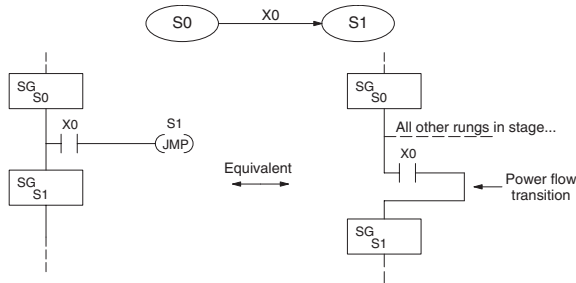 S0 X0 S1
SG
S0
X0
S1
JMP
SG
S1
Equivalent
SG
S0
All other rungs in stage...
X0
Power flow
transition
SG
S1